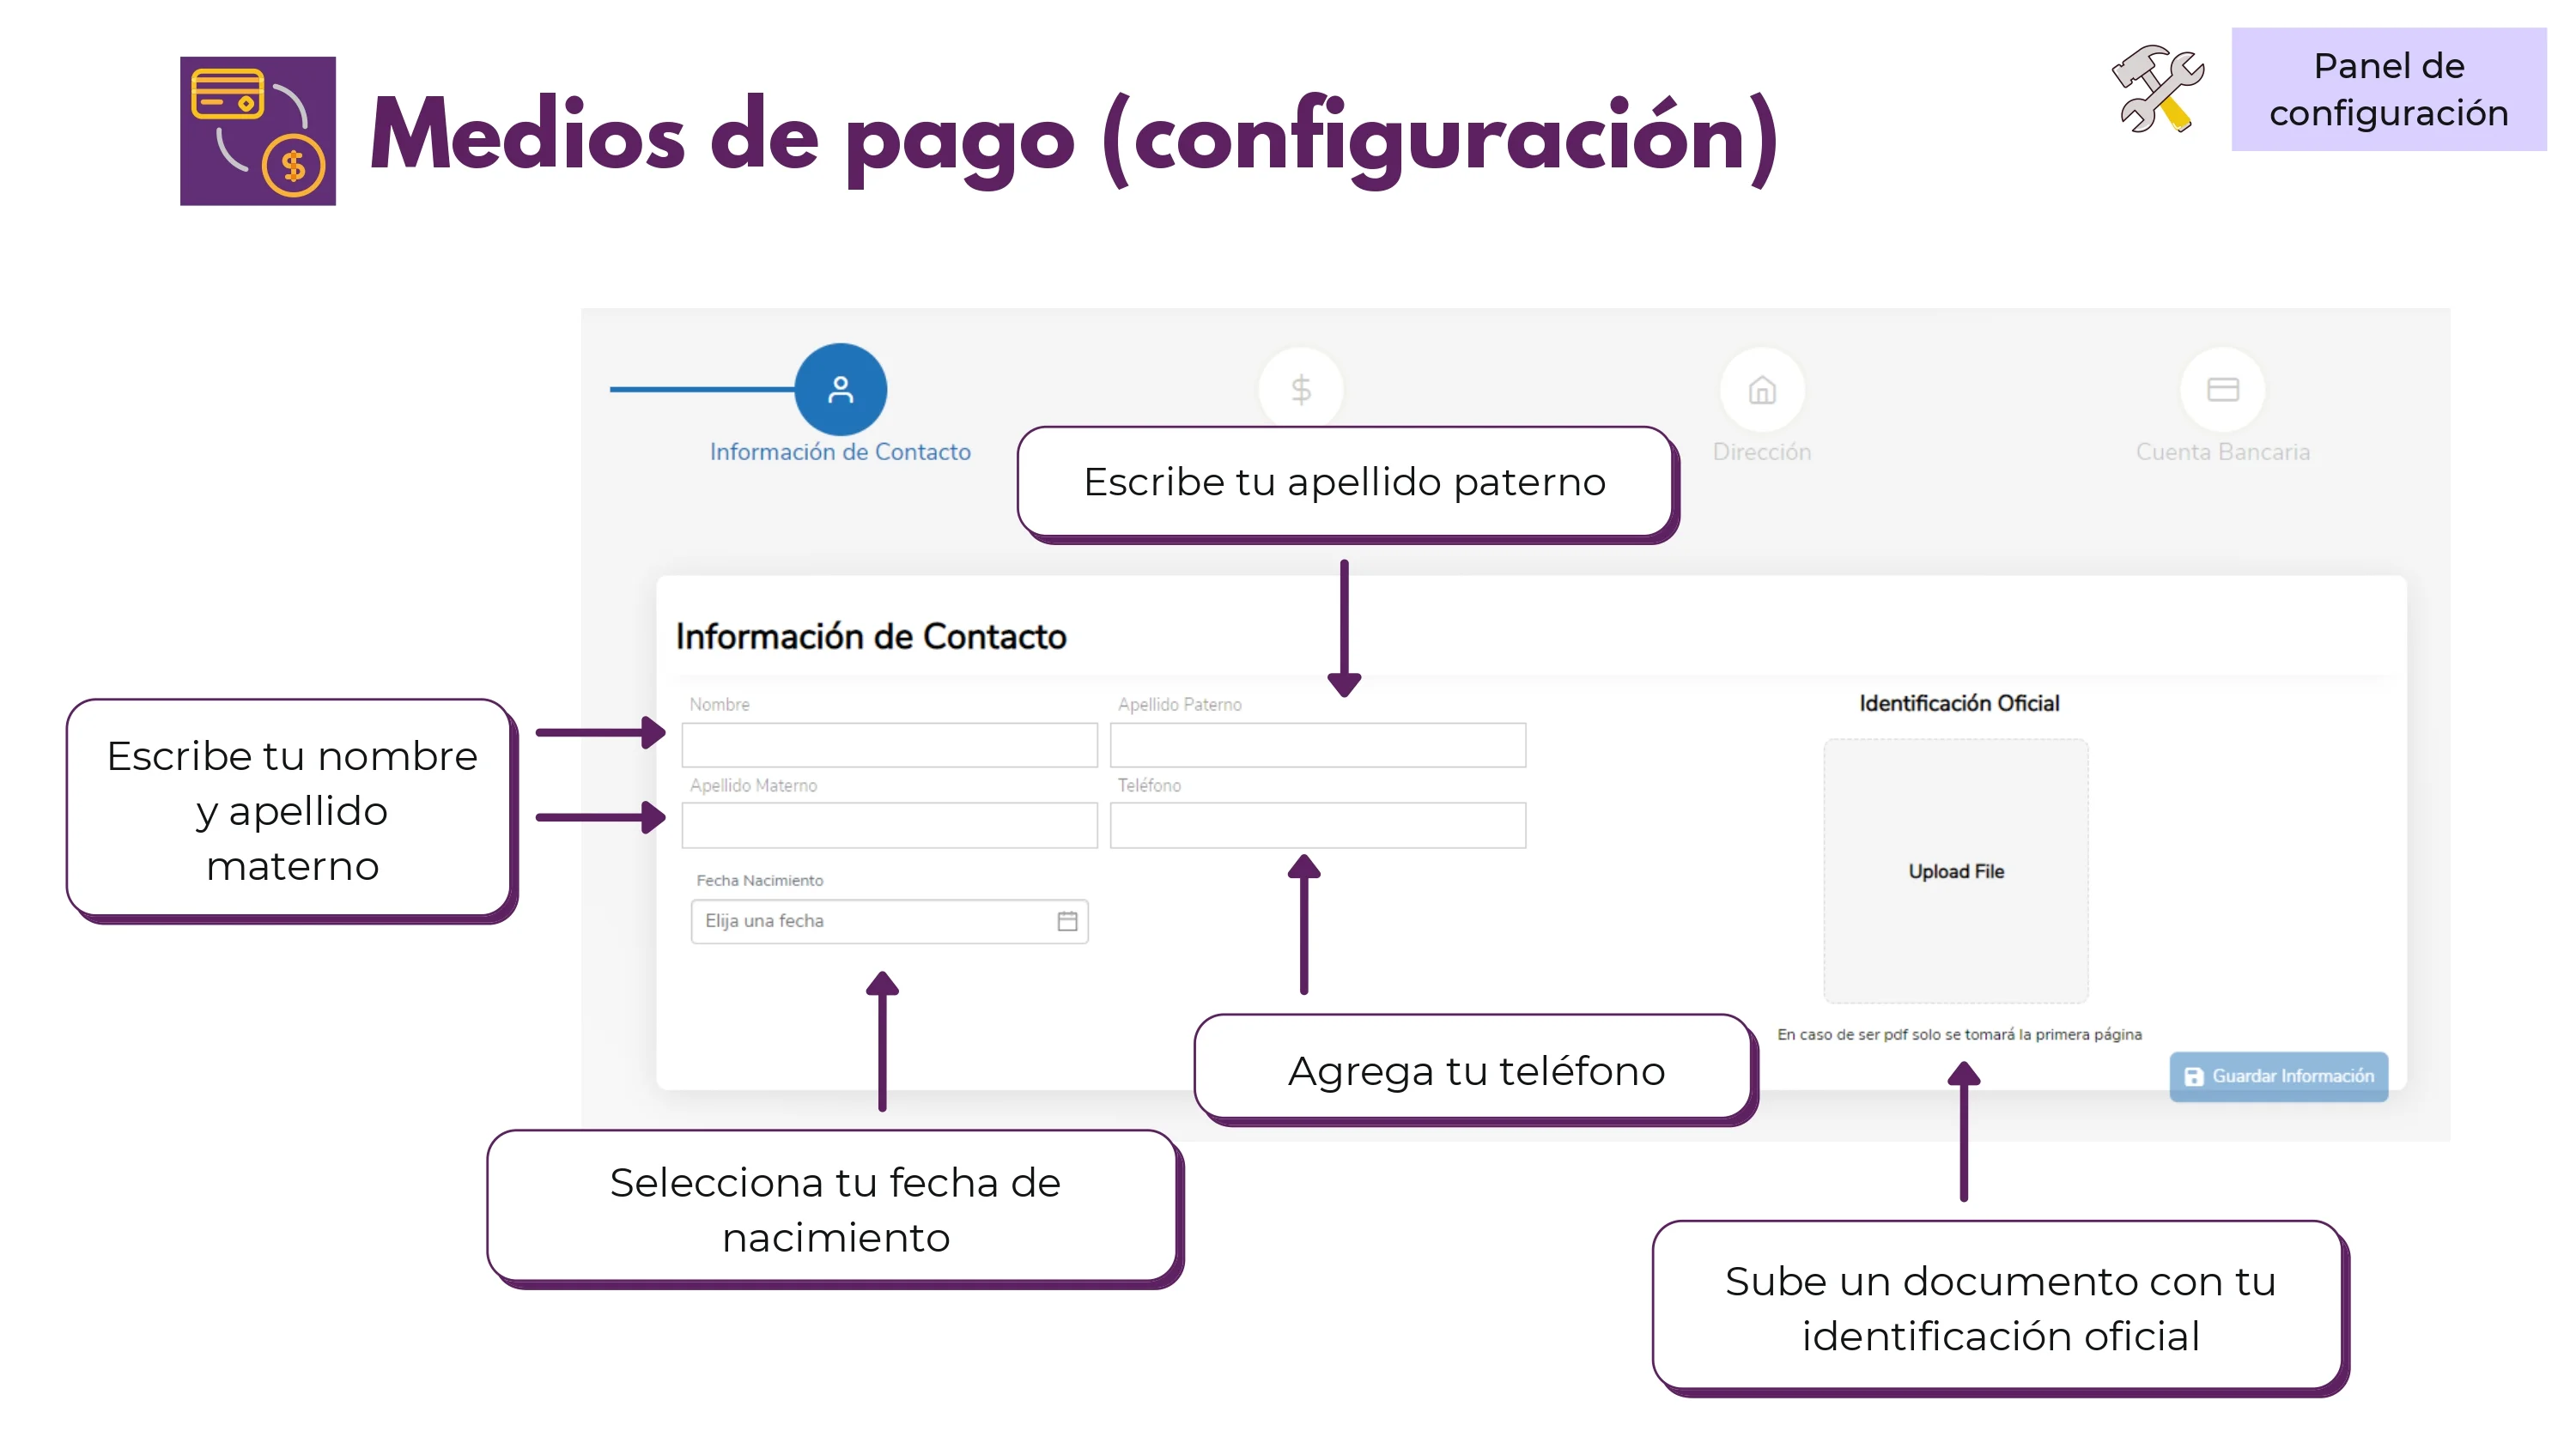 Medios de pago (configuración)
Panel de
configuración
Información de Contacto
Dirección
Cuenta Bancaria
Escribe tu apellido paterno
Información de Contacto
Escribe tu nombre
y apellido
materno
Nombre
Apellido Paterno
Apellido Materno
Teléfono
Fecha Nacimiento
Elija una fecha
Identificación Oficial
Upload File
En caso de ser pdf solo se tomará la primera página
Guardar Información
Agrega tu teléfono
Selecciona tu fecha de
nacimiento
Sube un documento con tu
identificación oficial